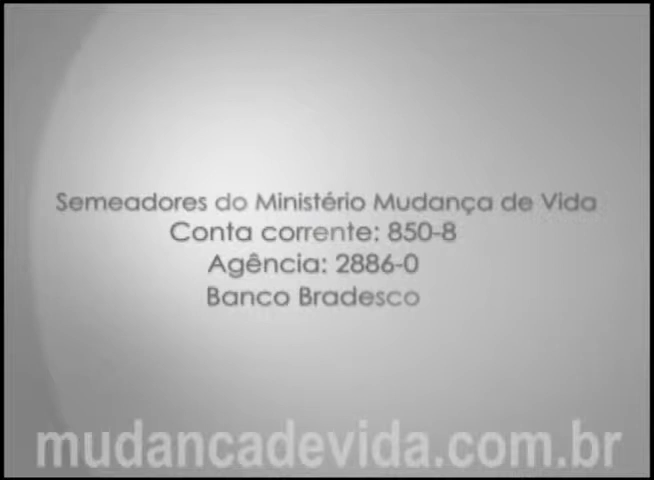 Semeadores do Ministério Mudança de Vida
Conta corrente: 850-8
Agência: 2886-0
Banco Bradesco
mudancadevida.com.br